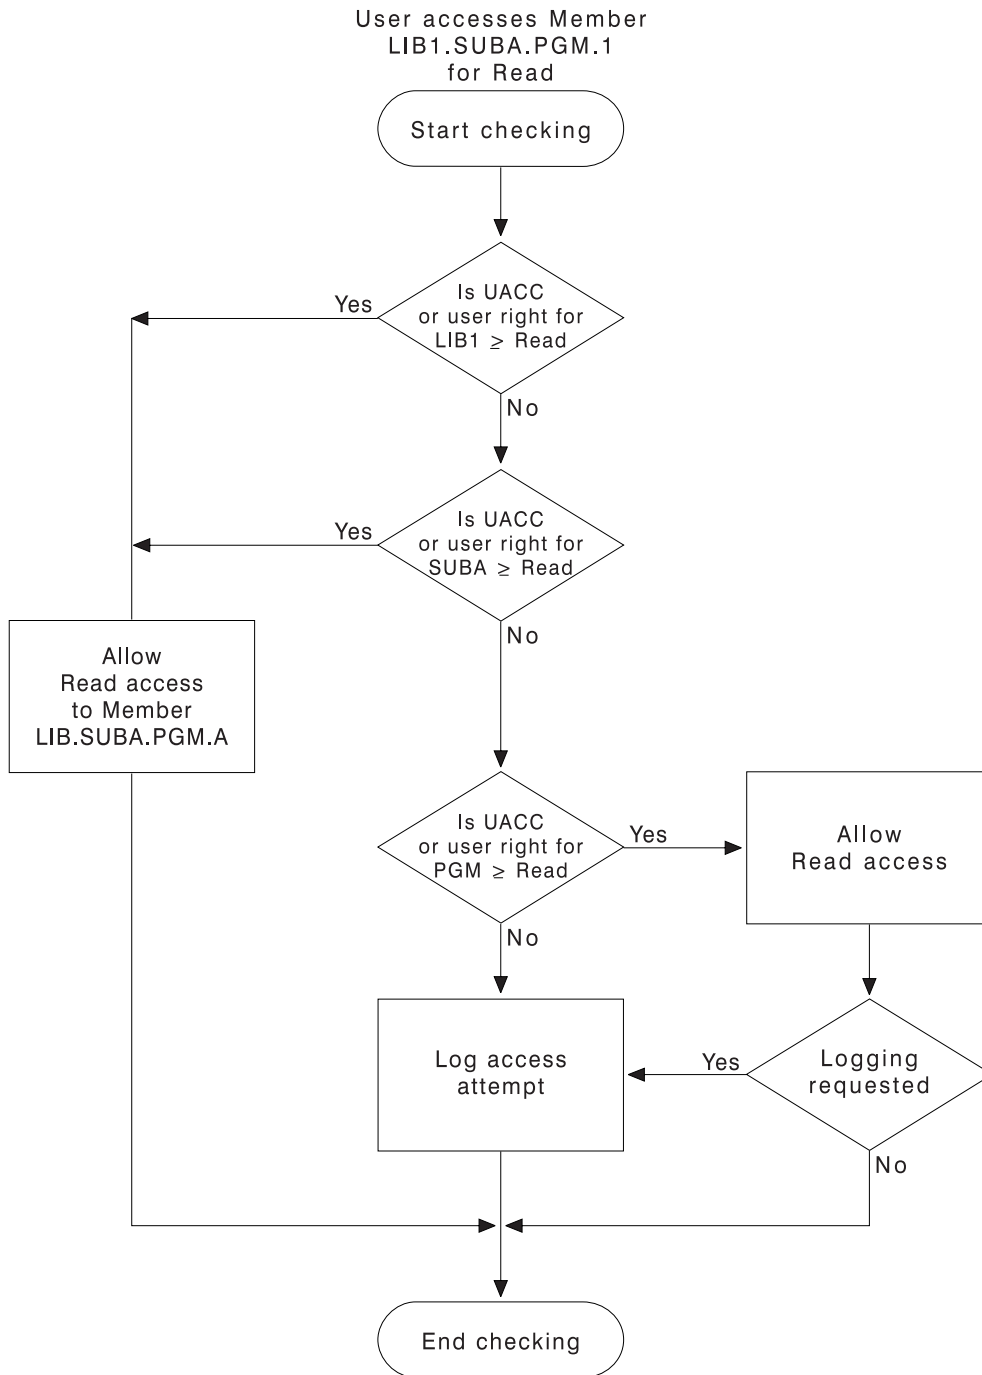 User accesses Member
LIB1.SUBA.PGM.1
for Read
Start checking
Is UACC
or user right for
LIB1 ≥ Read
Yes
No
Is UACC
or user right for
SUBA ≥ Read
Yes
No
Allow
Read access
to Member
LIB.SUBA.PGM.A
Is UACC
or user right for
PGM ≥ Read
Yes
No
Allow
Read access
Log access
attempt
Yes
Logging
requested
No
End checking